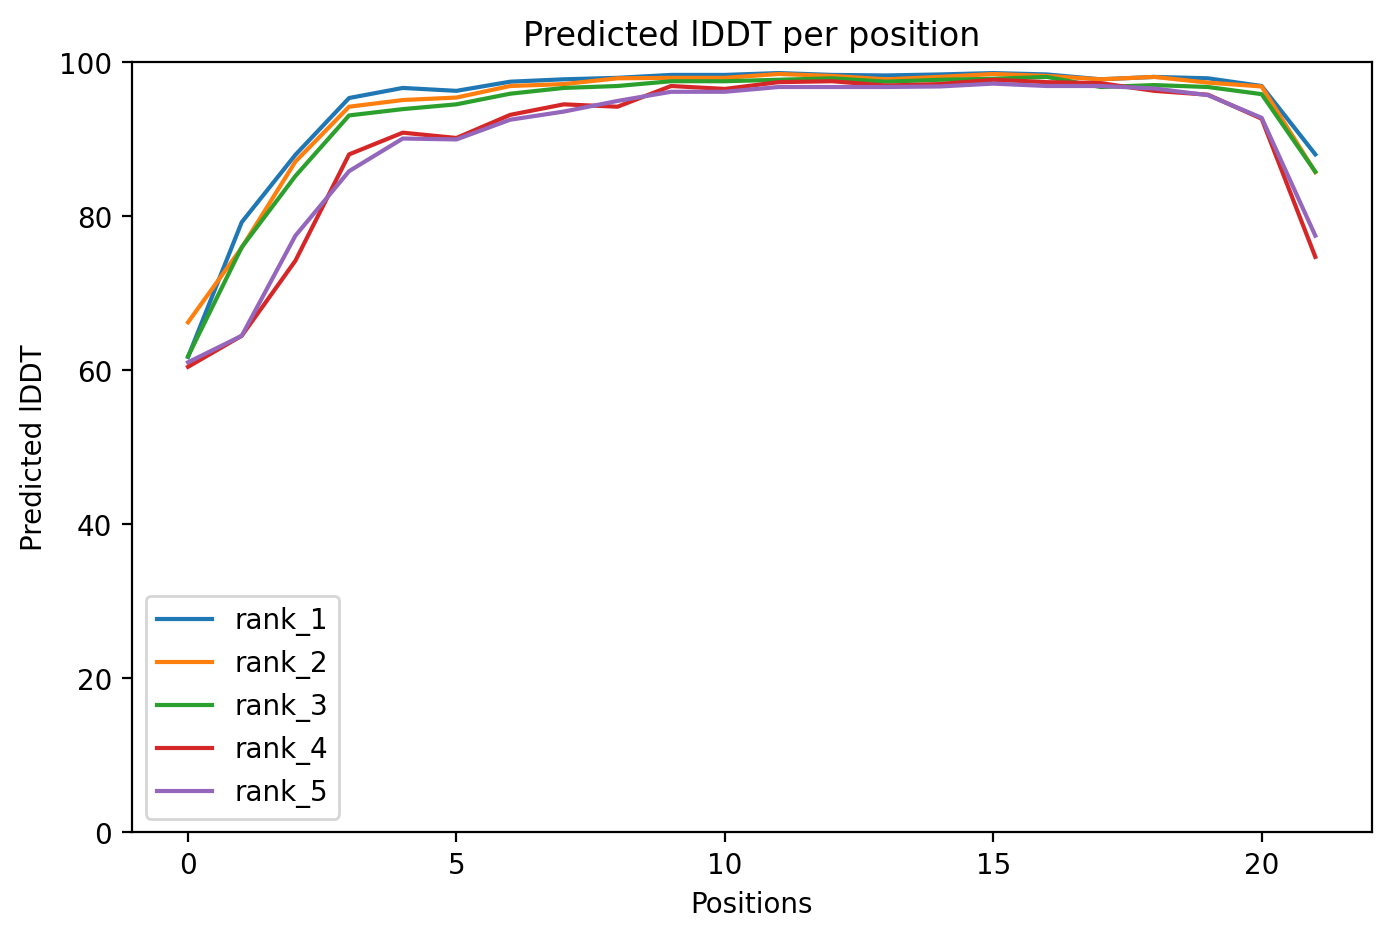 Predicted lDDT per position
100
80
60
40
20
0
Predicted lDDT
rank_1
rank_2
rank_3
rank_4
rank_5
0 5 10 15 20
Positions